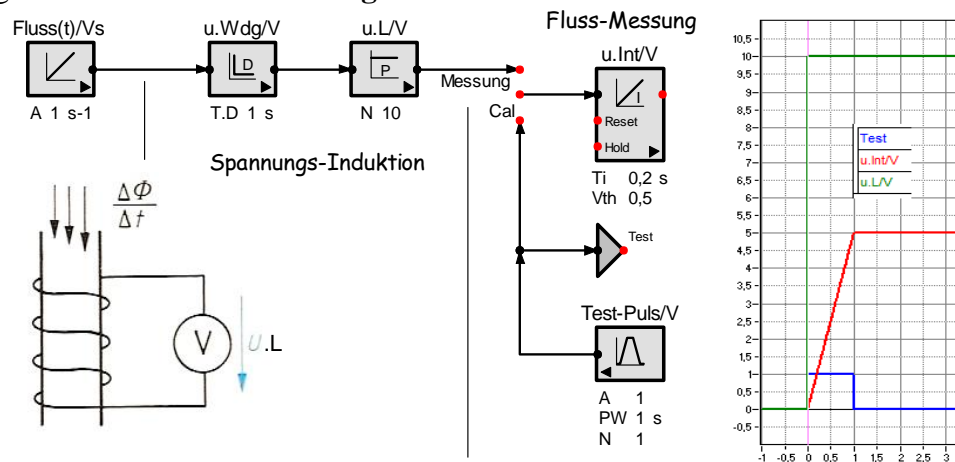 Fluss(t)/Vs
A 1 s-1
u.Wdg/V
D
T.D 1 s
u.L/V
P
N 10
Fluss-Messung
Messung
Cal
u.Int/V
I
Reset
Hold
Ti 0,2 s
Vth 0,5
Test
Test-Puls/V
A 1
PW 1 s
N 1
Spannungs-Induktion
ΔΦ
Δt
V
U.L
10,5
10
9,5
9
8,5
8
7,5
7
6,5
6
5,5
5
4,5
4
3,5
3
2,5
2
1,5
1
0,5
0
-0,5
-1 -0,5 0 0,5 1 1,5 2 2,5 3
Test
u.Int/V
u.L/V